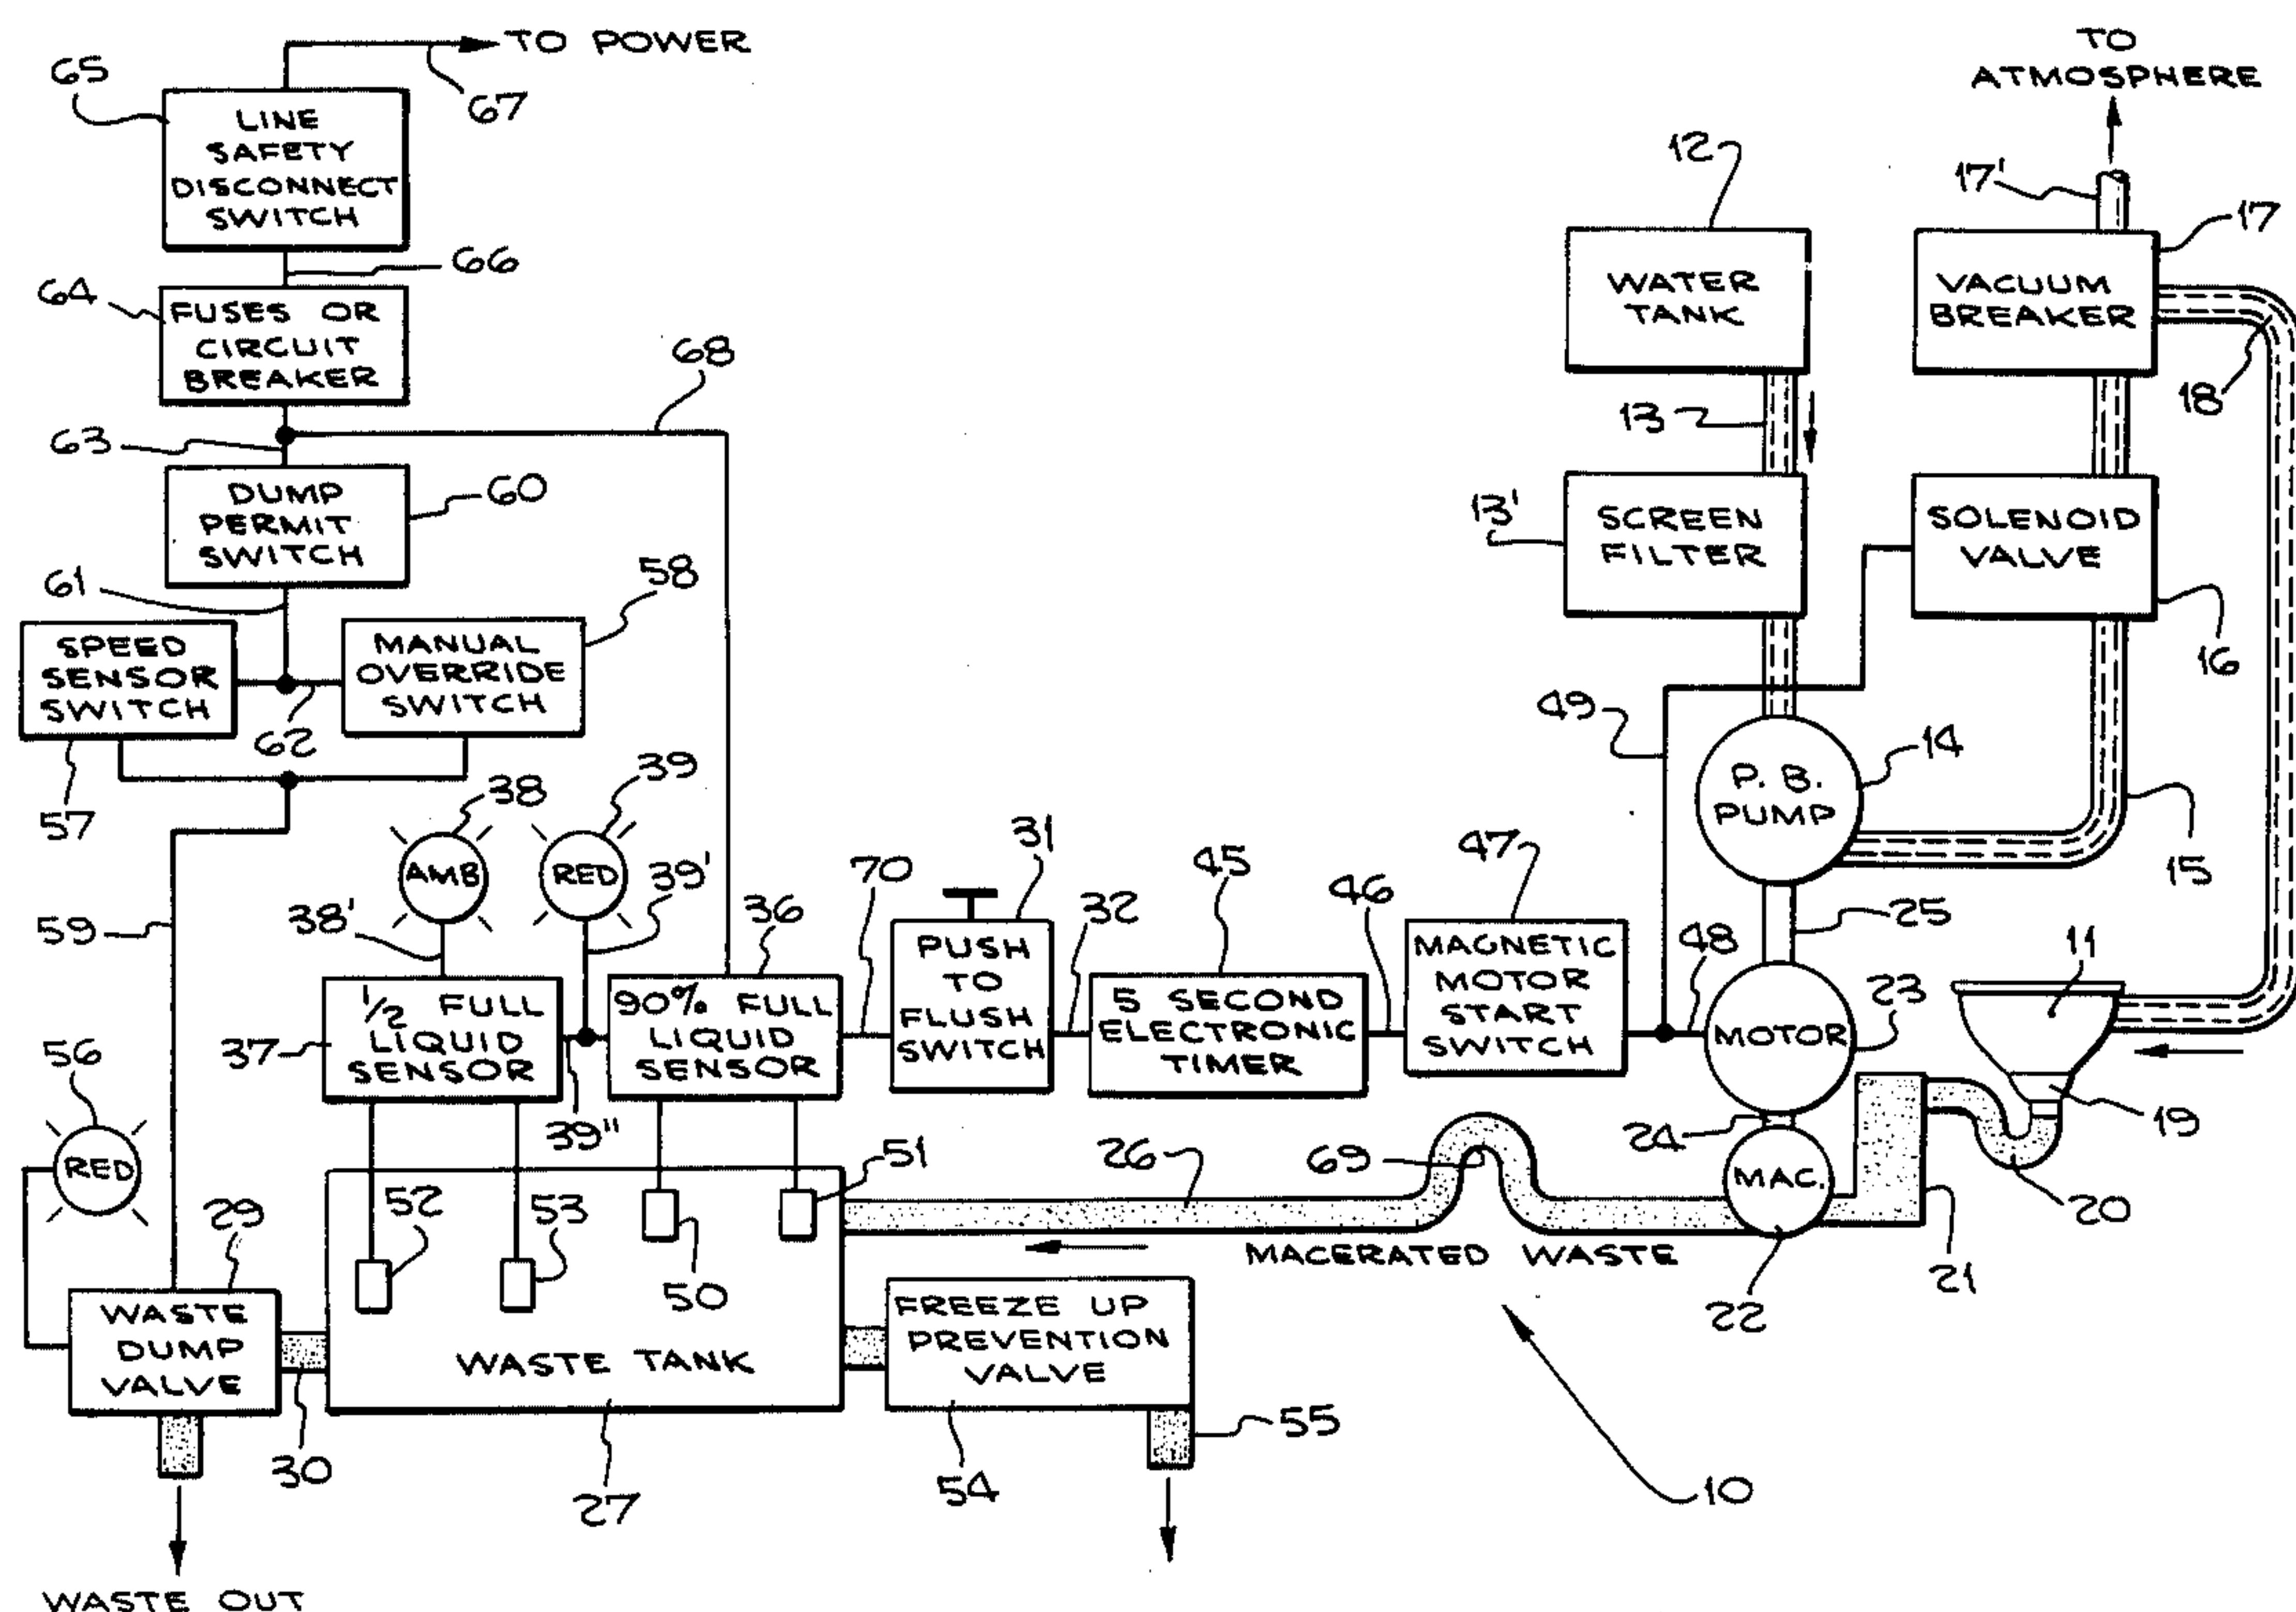 TO POWER
65
67
LINE
SAFETY
DISCONNECT
SWITCH
66
64
FUSES OR
CIRCUIT
BREAKER
68
63
DUMP
PERMIT
SWITCH
60
61
58
SPEED
SENSOR
SWITCH
MANUAL
OVERRIDE
SWITCH
62
57
38
39
AMB
RED
38'
39'
59
36
70
31
32
45
46
47
1/2 FULL
LIQUID
SENSOR
37
90% FULL
LIQUID
SENSOR
39"
PUSH
TO
FLUSH
SWITCH
5 SECOND
ELECTRONIC
TIMER
MAGNETIC
MOTOR
START
SWITCH
48
49
TO
ATMOSPHERE
12
17'
17
WATER
TANK
VACUUM
BREAKER
18
13
13'
SCREEN
FILTER
SOLENOID
VALVE
16
P. B.
PUMP
14
15
25
11
MOTOR
23
19
24
MAC.
20
21
22
26
69
MACERATED WASTE
56
RED
29
52
53
50
51
WASTE
DUMP
VALVE
WASTE TANK
FREEZE UP
PREVENTION
VALVE
30
27
54
55
10
WASTE OUT